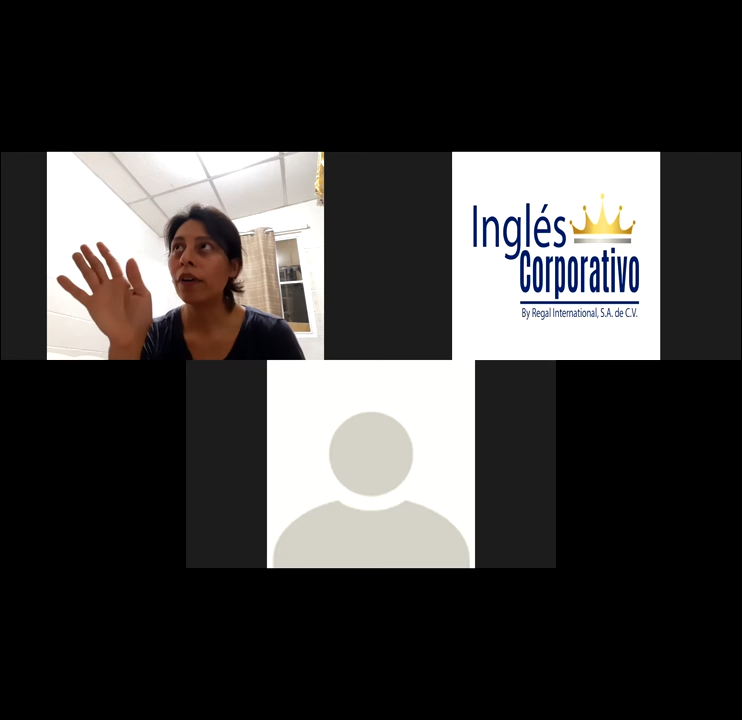 Inglés
Corporativo
By Regal International, S.A. de C.V.